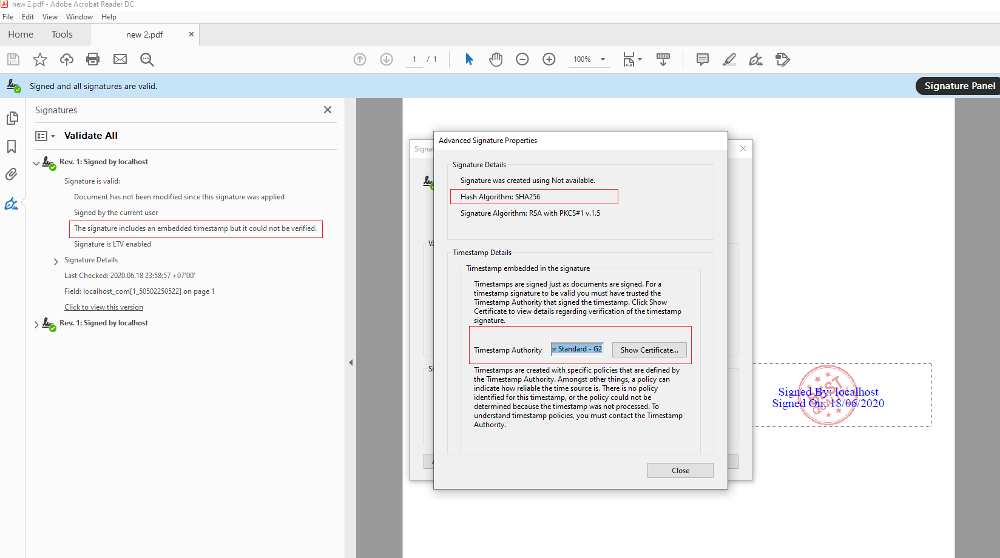 new 2.pdf - Adobe Acrobat Reader DC
File Edit View Window Help
Home Tools new 2.pdf
1 / 1 100%
Signed and all signatures are valid.
Signature Panel
Signatures
Validate All
Rev. 1: Signed by localhost
Signature is valid:
Document has not been modified since this signature was applied
Signed by the current user
The signature includes an embedded timestamp but it could not be verified.
Signature is LTV enabled
Signature Details
Last Checked: 2020.06.18 23:58:57 +07'00'
Field: localhost_com[1_50502250522] on page 1
Click to view this version
Rev. 1: Signed by localhost
Signat
Va
Si
Advanced Signature Properties
Signature Details
Signature was created using Not available.
Hash Algorithm: SHA256
Signature Algorithm: RSA with PKCS#1 v.1.5
Timestamp Details
Timestamp embedded in the signature
Timestamps are signed just as documents are signed. For a
timestamp signature to be valid you must have trusted the
Timestamp Authority that signed the timestamp. Click Show
Certificate to view details regarding verification of the timestamp
signature.
Timestamp Authority or Standard - G2 Show Certificate...
Timestamps are created with specific policies that are defined by
the Timestamp Authority. Amongst other things, a policy can
indicate how reliable the time source is. There is no policy
identified for this timestamp, or the policy could not be
determined because the timestamp was not processed. To
understand timestamp policies, you must contact the Timestamp
Authority.
Close
BEST
QUALITY
Signed By: localhost
Signed On: 18/06/2020